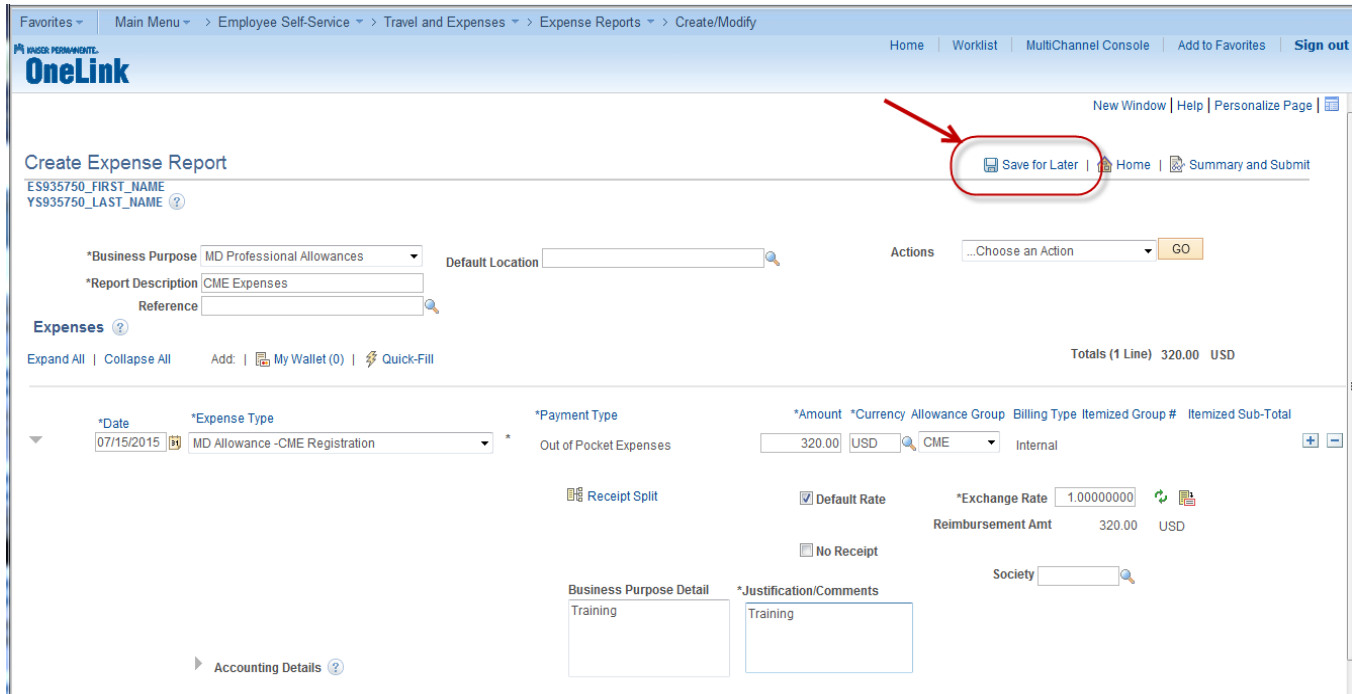 Favorites Main Menu > Employee Self-Service > Travel and Expenses > Expense Reports > Create/Modify
KAISER PERMANENTE.
OneLink
Home Worklist MultiChannel Console Add to Favorites Sign out
New Window | Help | Personalize Page |
Create Expense Report
Save for Later | Home | Summary and Submit
ES935750_FIRST_NAME
YS935750_LAST_NAME ?
*Business Purpose MD Professional Allowances Default Location Actions ...Choose an Action GO
*Report Description CME Expenses
Reference
Expenses ?
Expand All | Collapse All Add: | My Wallet (0) | Quick-Fill Totals (1 Line) 320.00 USD
*Date *Expense Type *Payment Type *Amount *Currency Allowance Group Billing Type Itemized Group # Itemized Sub-Total
07/15/2015 31 MD Allowance -CME Registration * Out of Pocket Expenses 320.00 USD CME Internal + -
Receipt Split Default Rate *Exchange Rate 1.00000000
Reimbursement Amt 320.00 USD
No Receipt
Society
Business Purpose Detail *Justification/Comments
Training Training
Accounting Details ?